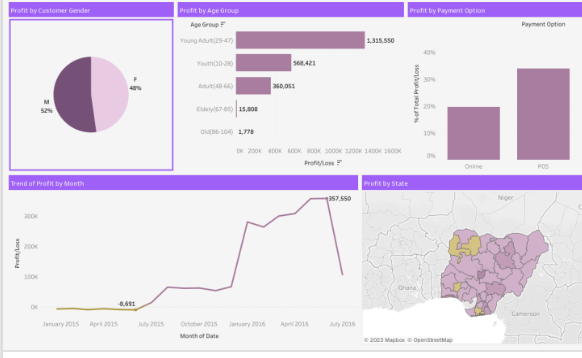 Profit by Customer Gender
F
48%
M
52%
Profit by Age Group
Age Group
Young Adult(29-47)
1,315,550
Youth(10-28)
568,421
Adult(48-66)
360,051
Eldely(67-85)
15,808
Old(86-104)
1,778
0K 200K 400K 600K 800K 1000K 1200K 1400K 1600K
Profit/Loss
Profit by Payment Option
Payment Option
40%
30%
20%
10%
0%
% of Total Profit/Loss
Online
POS
Trend of Profit by Month
357,550
300K
200K
100K
0K
Profit/Loss
-8,691
January 2015 April 2015 July 2015 October 2015 January 2016 April 2016 July 2016
Month of Date
Profit by State
Niger
Ghana
Cameroon
© 2023 Mapbox © OpenStreetMap